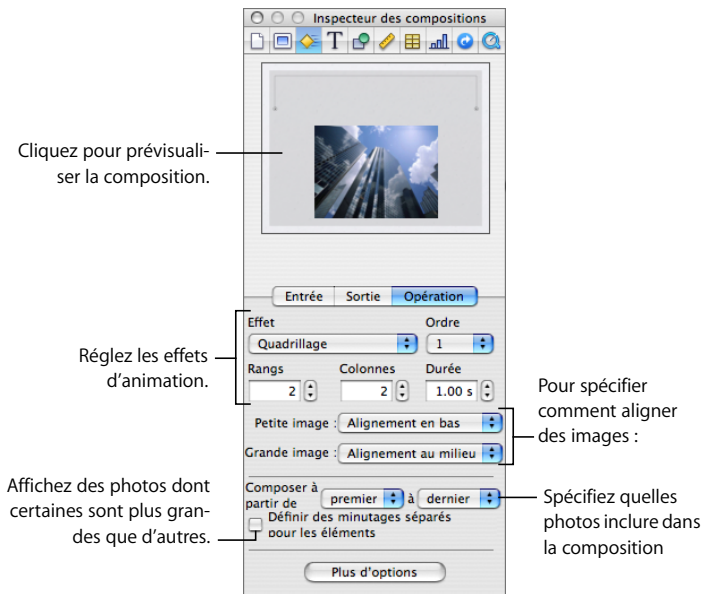 Inspecteur des compositions
T
Cliquez pour prévisuali-
ser la composition.
Entrée Sortie Opération
Effet Ordre
Quadrillage 1
Rangs Colonnes Durée
2 2 1.00 s
Réglez les effets
d'animation.
Petite image : Alignement en bas
Grande image : Alignement au milieu
Pour spécifier
comment aligner
des images :
Affichez des photos dont
certaines sont plus gran-
des que d'autres.
Composer à
partir de premier à dernier
Définir des minutages séparés
pour les éléments
Spécifiez quelles
photos inclure dans
la composition
Plus d'options